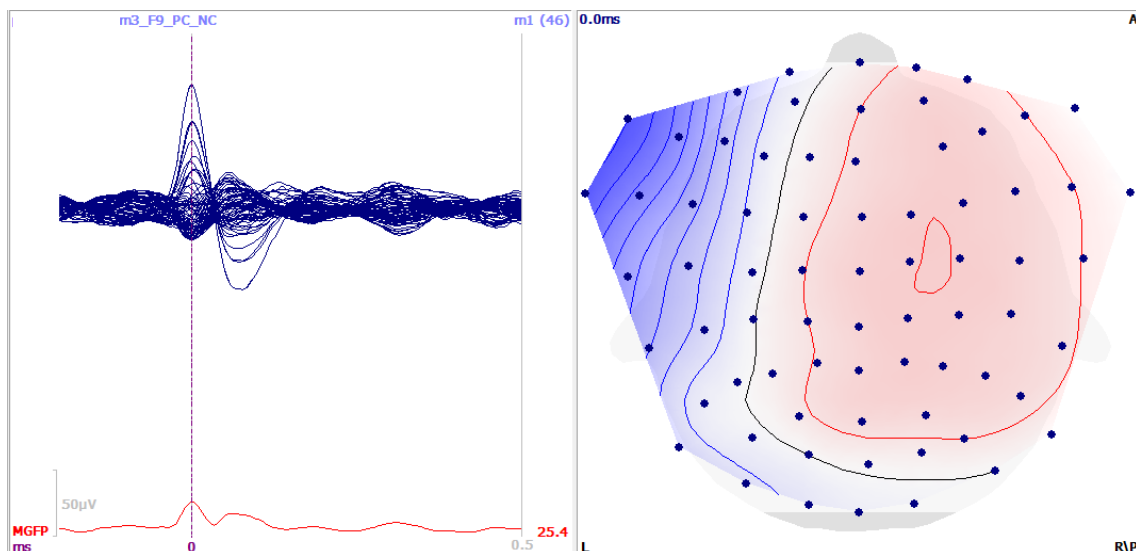 m3_F9_PC_NC
m1 (46)
50µV
MGFP
25.4
ms
0
0.5
0.0ms
A
L
R\P